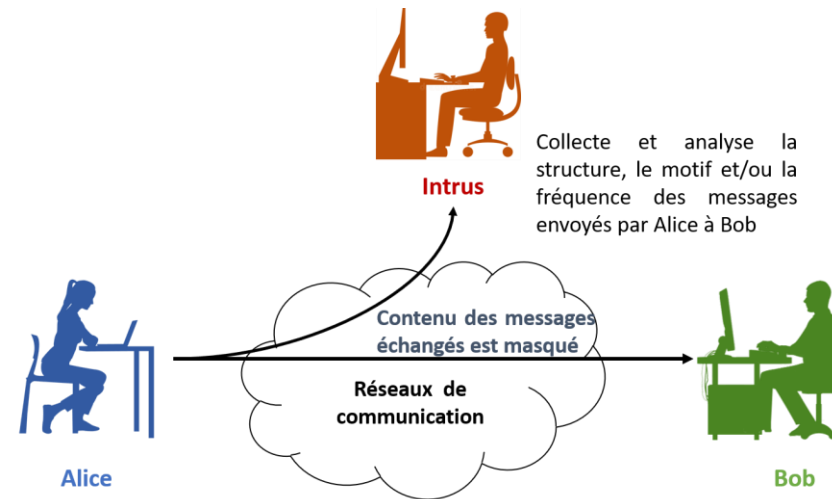 Intrus
Collecte et analyse la
structure, le motif et/ou la
fréquence des messages
envoyés par Alice à Bob
Contenu des messages
échangés est masqué
Réseaux de
communication
Alice
Bob